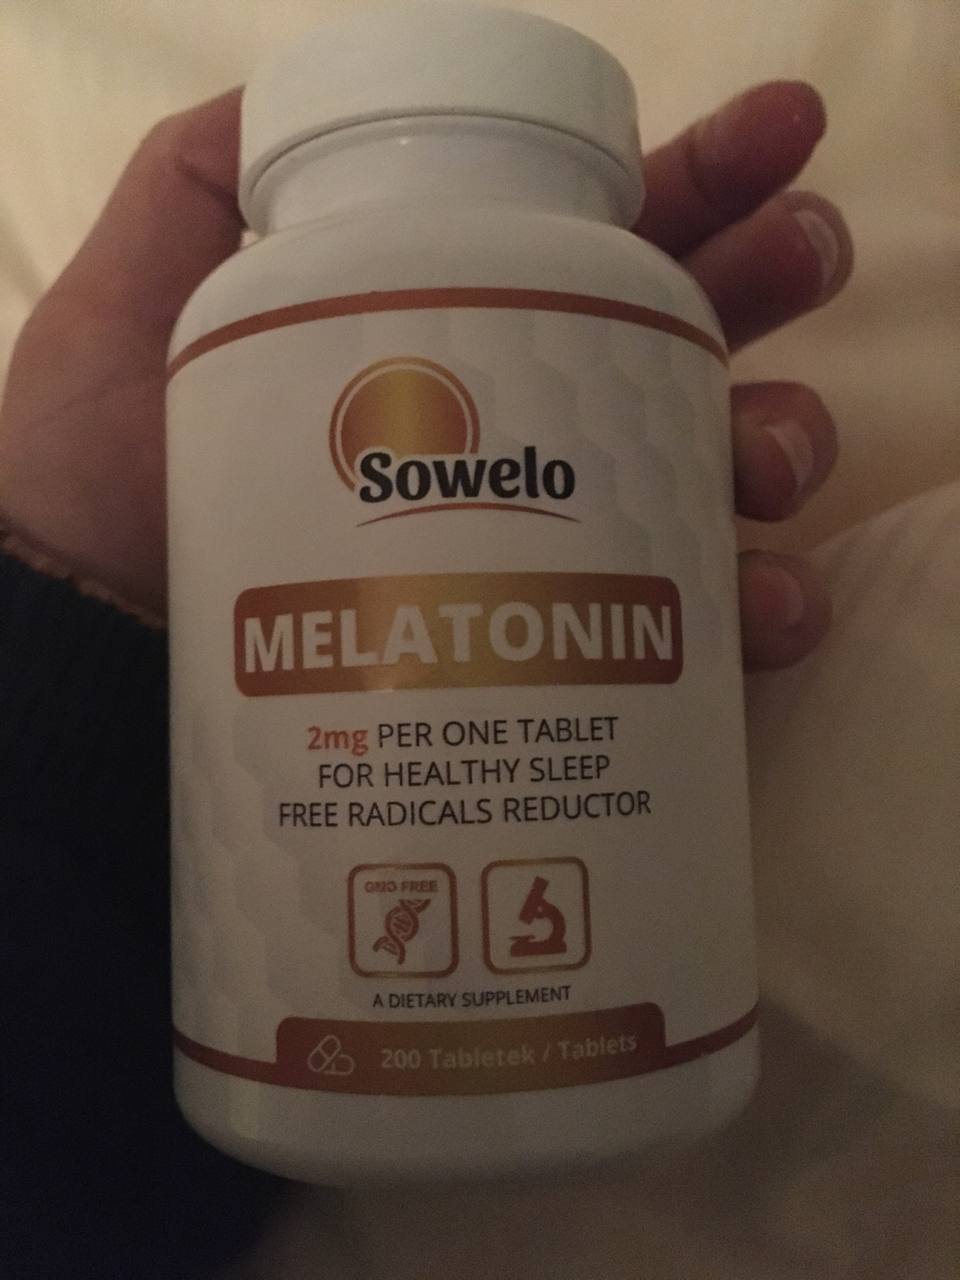 Sowelo
MELATONIN
2mg PER ONE TABLET
FOR HEALTHY SLEEP
FREE RADICALS REDUCTOR
GMO FREE
A DIETARY SUPPLEMENT
200 Tabletek / Tablets